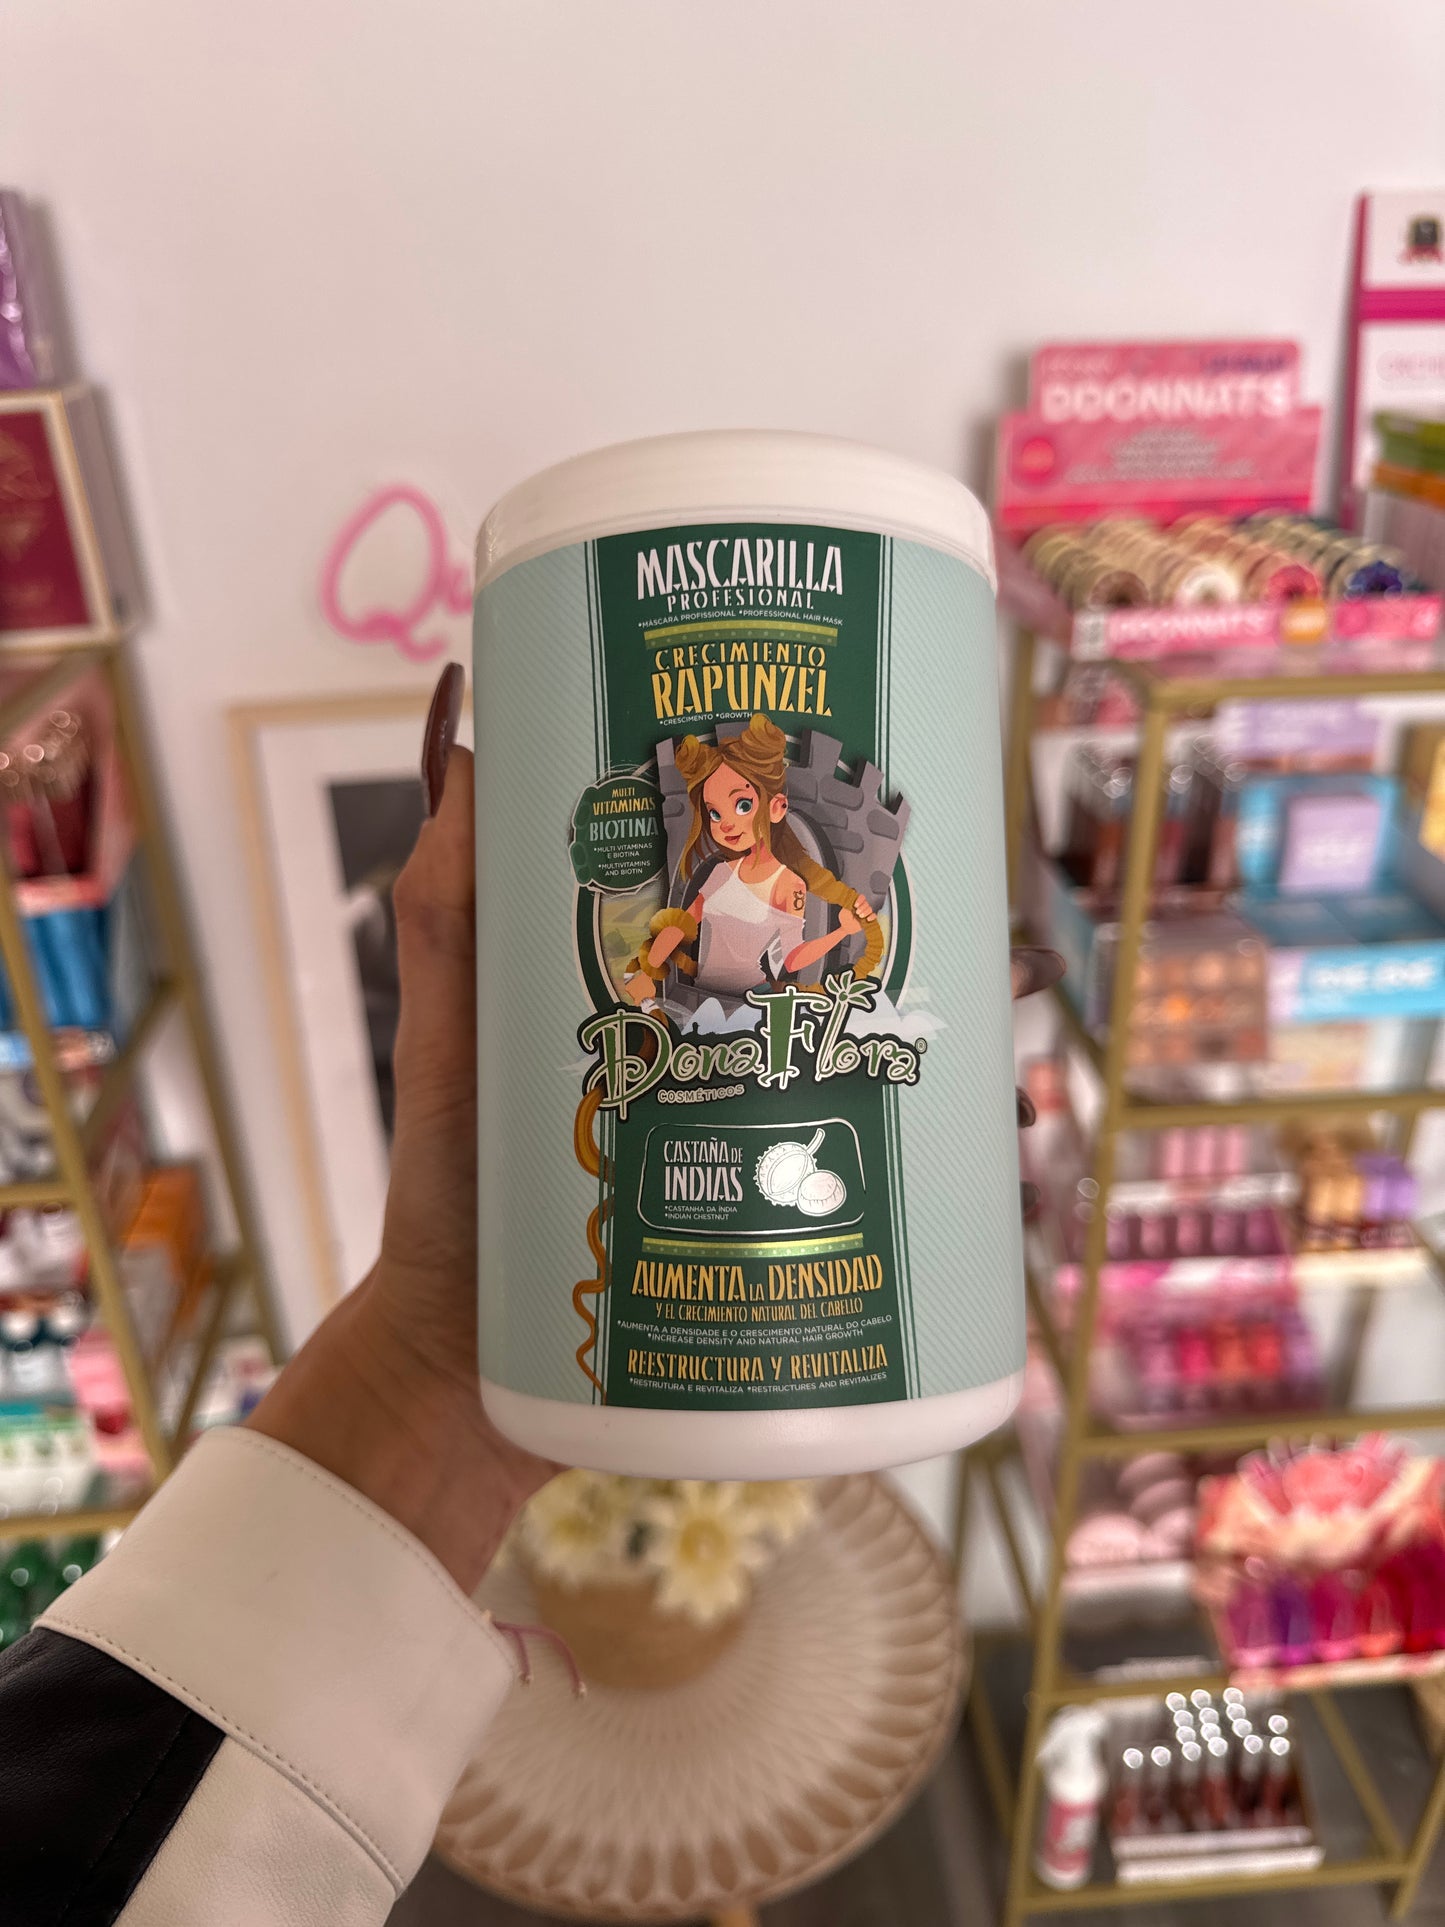 MASCARILLA
PROFESIONAL
•MÁSCARA PROFISSIONAL •PROFESSIONAL HAIR MASK
CRECIMIENTO
RAPUNZEL
•CRESCIMENTO •GROWTH
MULTI
VITAMINAS
BIOTINA
•MULTI VITAMINAS
E BIOTINA
•MULTIVITAMINS
AND BIOTIN
DonaFlora®
COSMÉTICOS
CASTAÑA DE
INDIAS
•CASTANHA DA ÍNDIA
•INDIAN CHESTNUT
AUMENTA LA DENSIDAD
Y EL CRECIMIENTO NATURAL DEL CABELLO
•AUMENTA A DENSIDADE E O CRESCIMENTO NATURAL DO CABELO
•INCREASE DENSITY AND NATURAL HAIR GROWTH
REESTRUCTURA Y REVITALIZA
•RESTRUTURA E REVITALIZA •RESTRUCTURES AND REVITALIZES
Qu
DDONNATS
DDONNATS